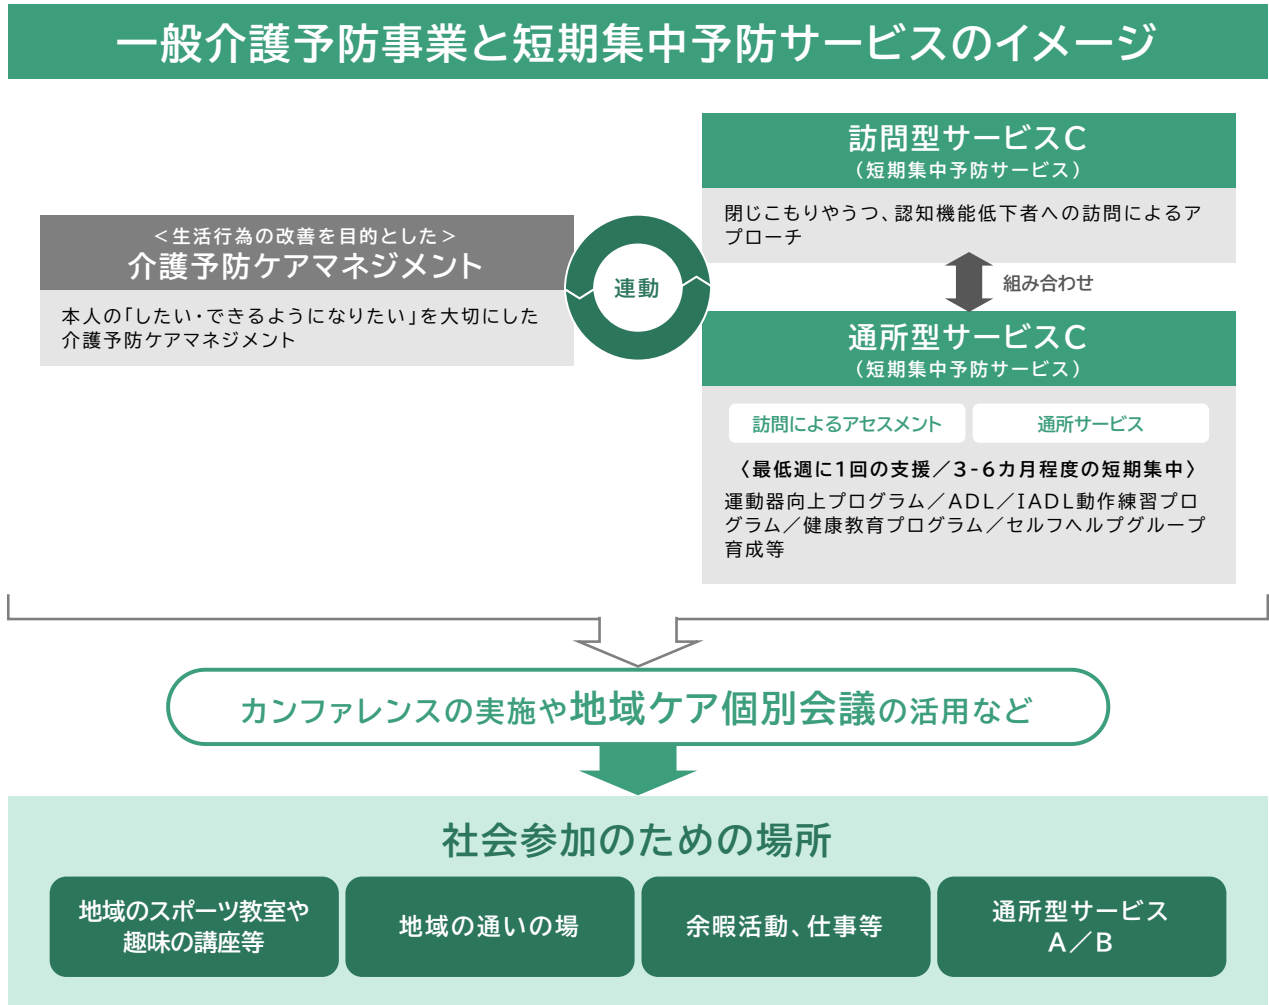 一般介護予防事業と短期集中予防サービスのイメージ
訪問型サービスC
（短期集中予防サービス）
閉じこもりやうつ、認知機能低下者への訪問によるア
プローチ
＜生活行為の改善を目的とした＞
介護予防ケアマネジメント
本人の「したい・できるようになりたい」を大切にした
介護予防ケアマネジメント
連動
組み合わせ
通所型サービスC
（短期集中予防サービス）
訪問によるアセスメント
通所サービス
〈最低週に1回の支援／3-6カ月程度の短期集中〉
運動器向上プログラム／ADL／IADL動作練習プロ
グラム／健康教育プログラム／セルフヘルプグループ
育成等
カンファレンスの実施や地域ケア個別会議の活用など
社会参加のための場所
地域のスポーツ教室や
趣味の講座等
地域の通いの場
余暇活動、仕事等
通所型サービス
A／B